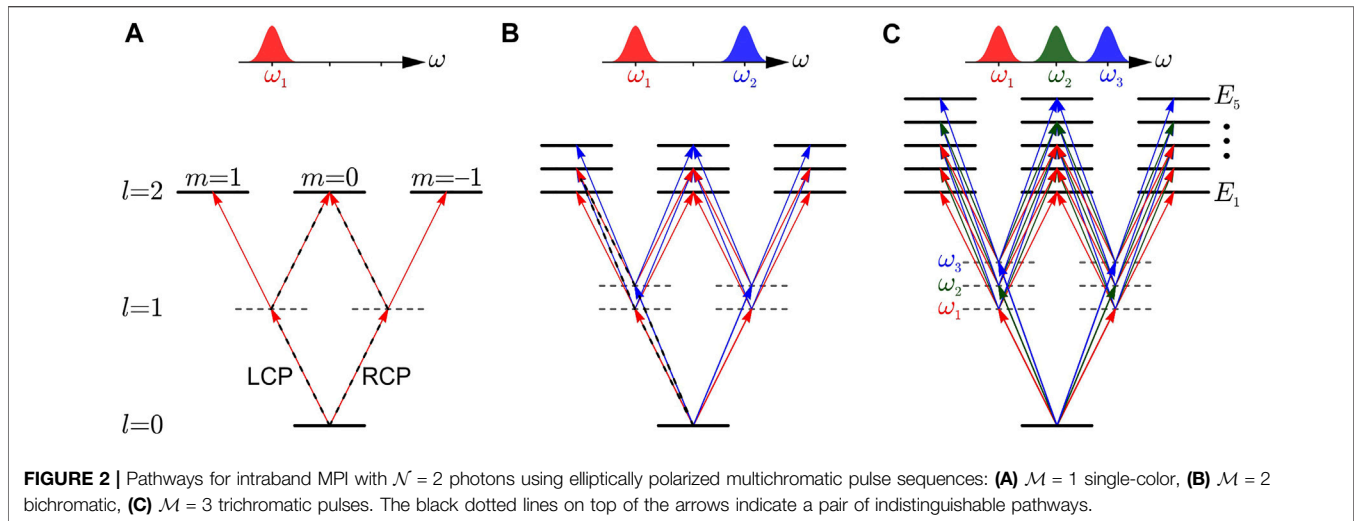 A
ω₁
ω
B
ω₁
ω₂
ω
C
ω₁
ω₂
ω₃
ω
E₅
E₁
l=2
m=1
m=0
m=–1
l=1
ω₃
ω₂
ω₁
LCP
RCP
l=0
FIGURE 2 | Pathways for intraband MPI with 𝒩 = 2 photons using elliptically polarized multichromatic pulse sequences: (A) ℳ = 1 single-color, (B) ℳ = 2
bichromatic, (C) ℳ = 3 trichromatic pulses. The black dotted lines on top of the arrows indicate a pair of indistinguishable pathways.